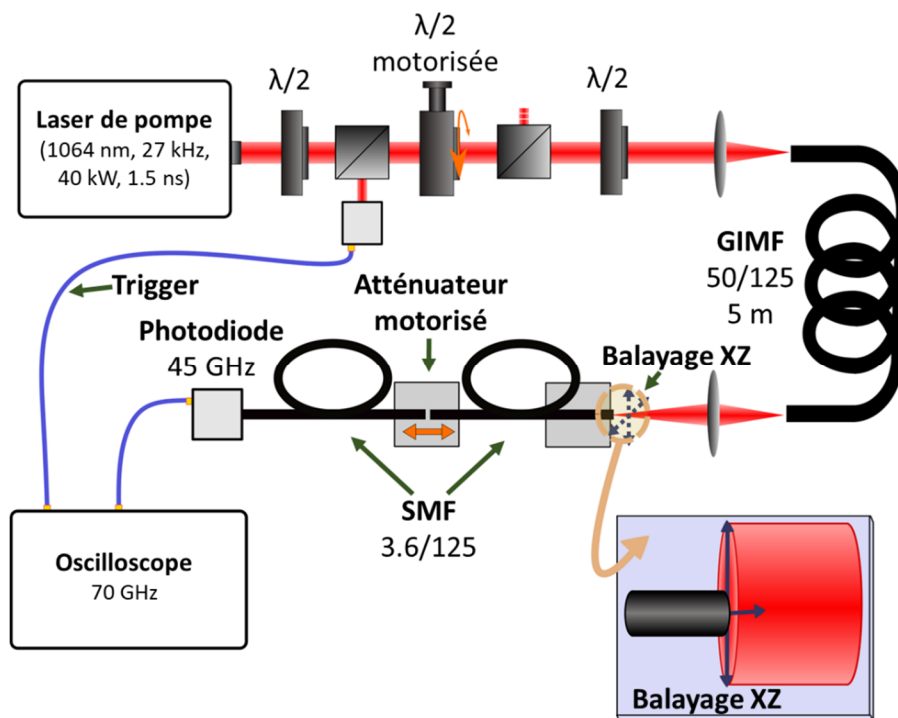 λ/2
motorisée
λ/2
λ/2
Laser de pompe
(1064 nm, 27 kHz,
40 kW, 1.5 ns)
GIMF
50/125
5 m
Trigger
Atténuateur
motorisé
Photodiode
45 GHz
Balayage XZ
SMF
3.6/125
Oscilloscope
70 GHz
Balayage XZ